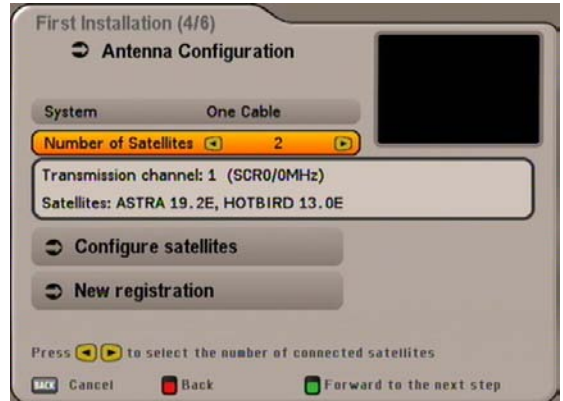 First Installation (4/6)
Antenna Configuration
System One Cable
Number of Satellites 2
Transmission channel: 1 (SCR0/0MHz)
Satellites: ASTRA 19.2E, HOTBIRD 13.0E
Configure satellites
New registration
Press to select the number of connected satellites
BACK Cancel Back Forward to the next step